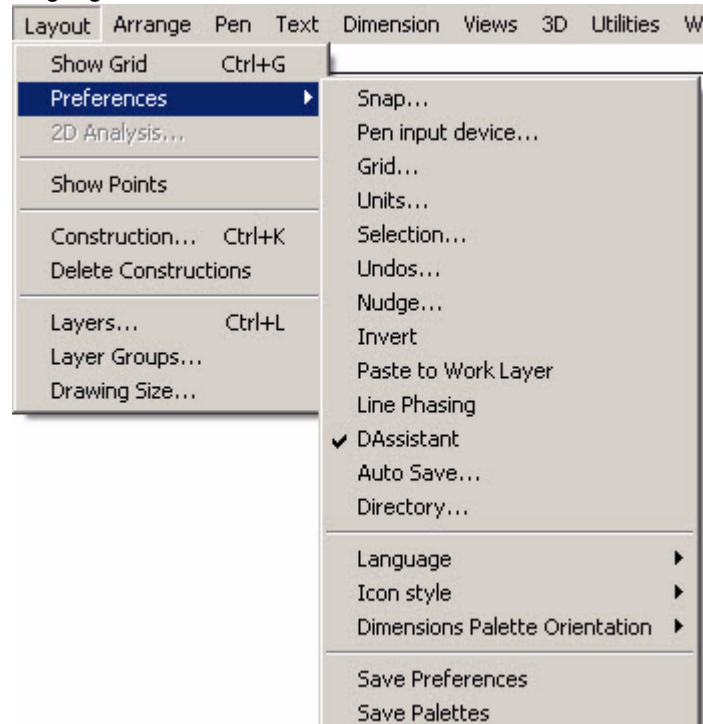 Layout Arrange Pen Text Dimension Views 3D Utilities W
Show Grid Ctrl+G
Preferences
2D Analysis...
Show Points
Construction... Ctrl+K
Delete Constructions
Layers... Ctrl+L
Layer Groups...
Drawing Size...
Snap...
Pen input device...
Grid...
Units...
Selection...
Undos...
Nudge...
Invert
Paste to Work Layer
Line Phasing
DAssistant
Auto Save...
Directory...
Language
Icon style
Dimensions Palette Orientation
Save Preferences
Save Palettes